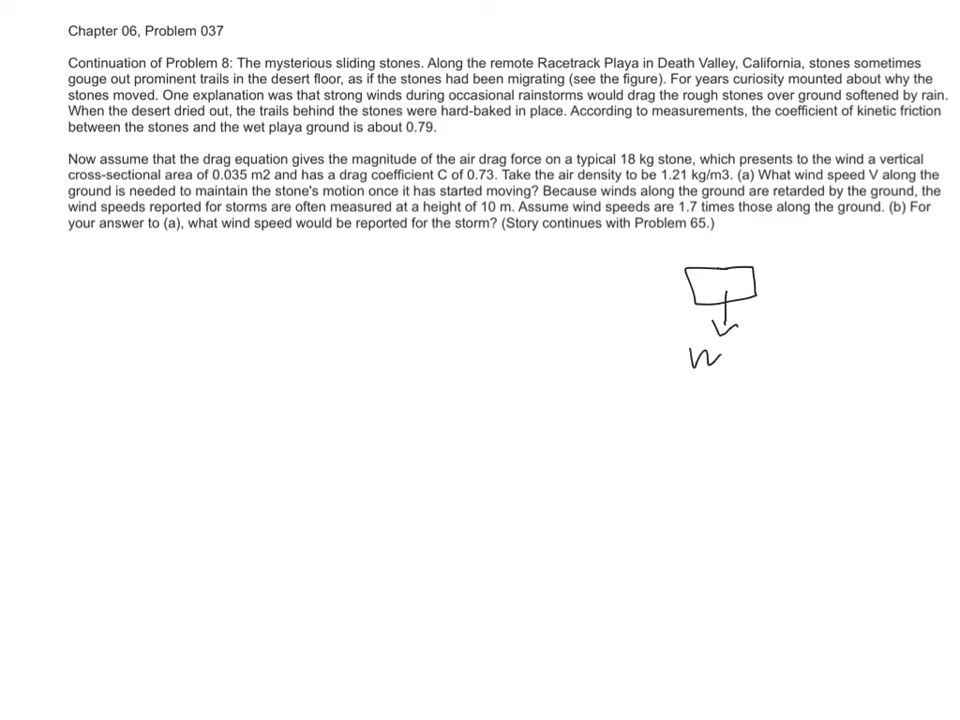 Chapter 06, Problem 037
Continuation of Problem 8: The mysterious sliding stones. Along the remote Racetrack Playa in Death Valley, California, stones sometimes
gouge out prominent trails in the desert floor, as if the stones had been migrating (see the figure). For years curiosity mounted about why the
stones moved. One explanation was that strong winds during occasional rainstorms would drag the rough stones over ground softened by rain.
When the desert dried out, the trails behind the stones were hard-baked in place. According to measurements, the coefficient of kinetic friction
between the stones and the wet playa ground is about 0.79.
Now assume that the drag equation gives the magnitude of the air drag force on a typical 18 kg stone, which presents to the wind a vertical
cross-sectional area of 0.035 m2 and has a drag coefficient C of 0.73. Take the air density to be 1.21 kg/m3. (a) What wind speed V along the
ground is needed to maintain the stone's motion once it has started moving? Because winds along the ground are retarded by the ground, the
wind speeds reported for storms are often measured at a height of 10 m. Assume wind speeds are 1.7 times those along the ground. (b) For
your answer to (a), what wind speed would be reported for the storm? (Story continues with Problem 65.)